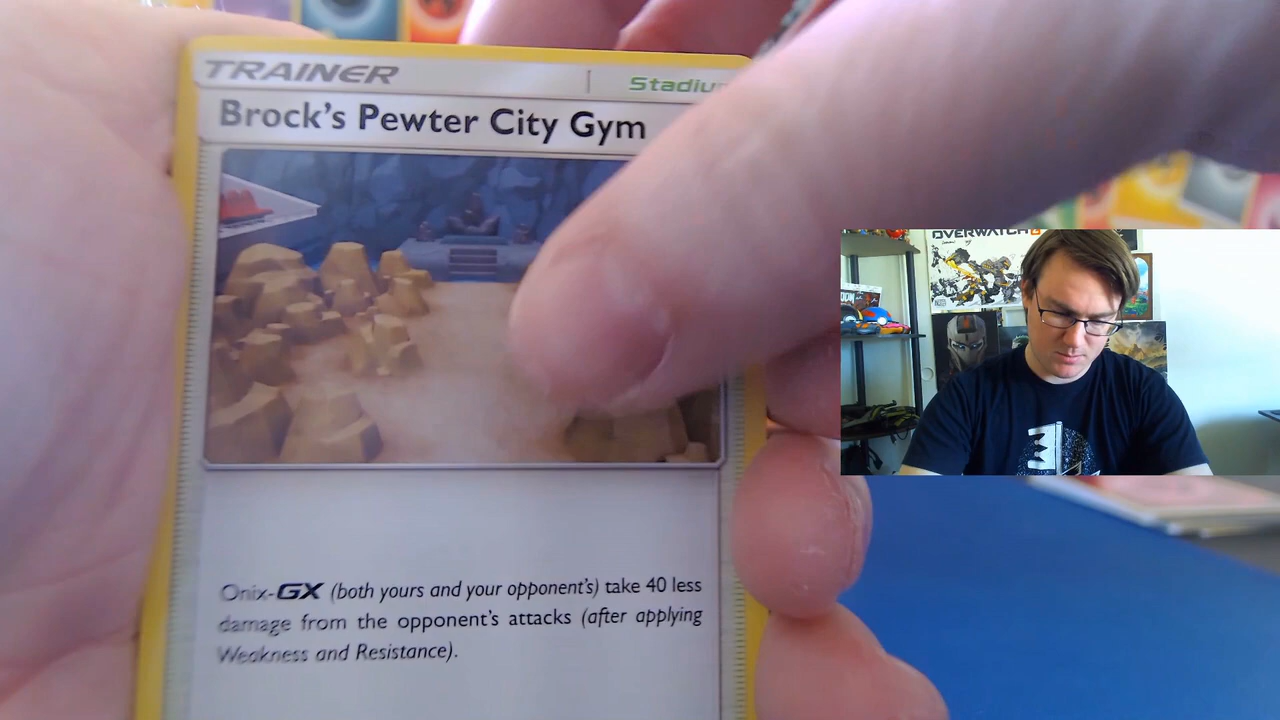 TRAINER
Brock's Pewter City Gym
Onix-GX (both yours and your opponent's) take 40 less
damage from the opponent's attacks (after applying
Weakness and Resistance).
OVERWATCH